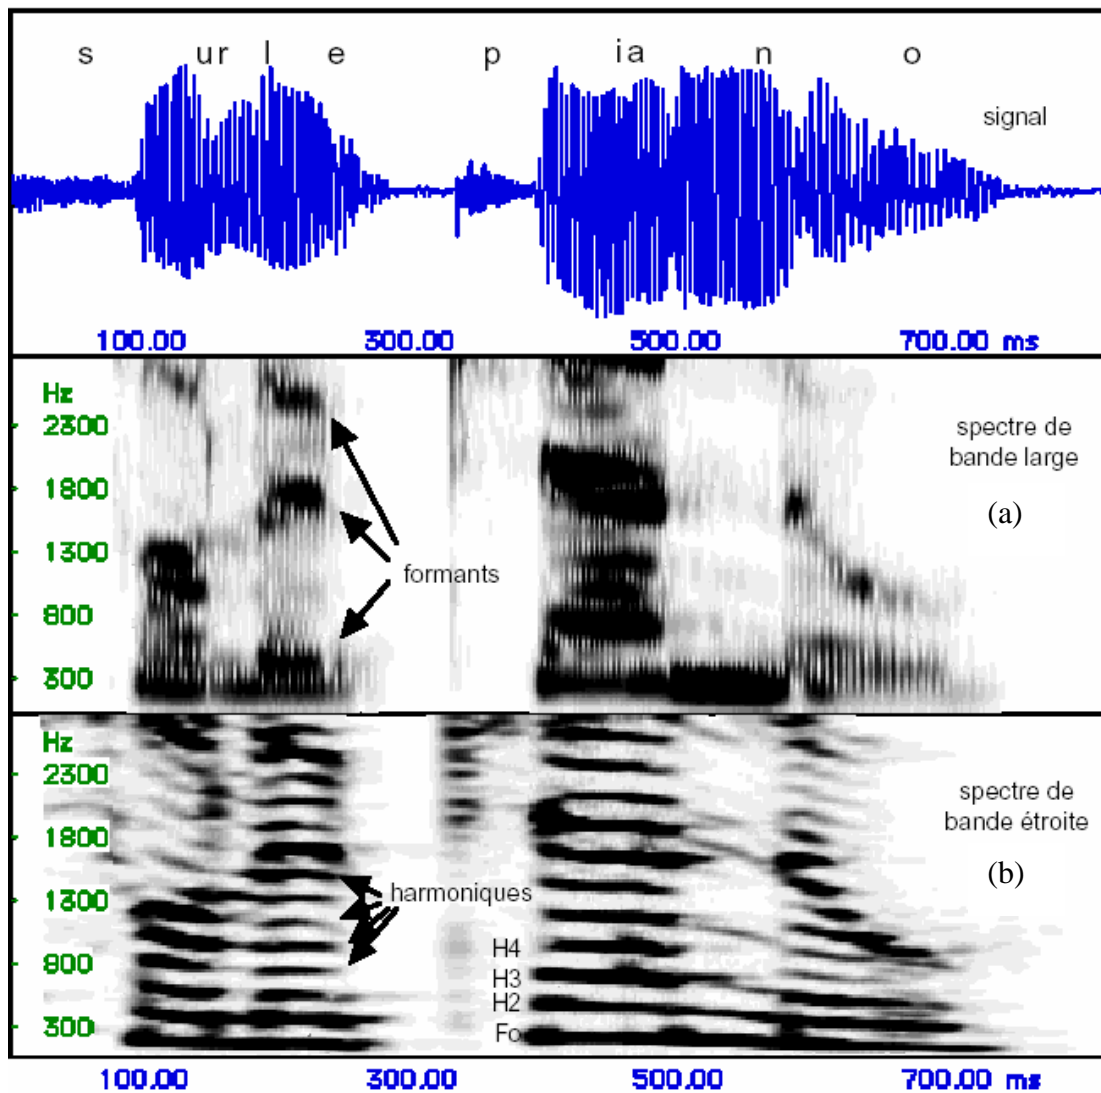 s ur l e p ia n o
signal
100.00 300.00 500.00 700.00 ms
Hz
2300
1800
1300
800
300
spectre de
bande large
(a)
formants
Hz
2300
1800
1300
800
300
spectre de
bande étroite
(b)
harmoniques
H4
H3
H2
Fo
100.00 300.00 500.00 700.00 ms